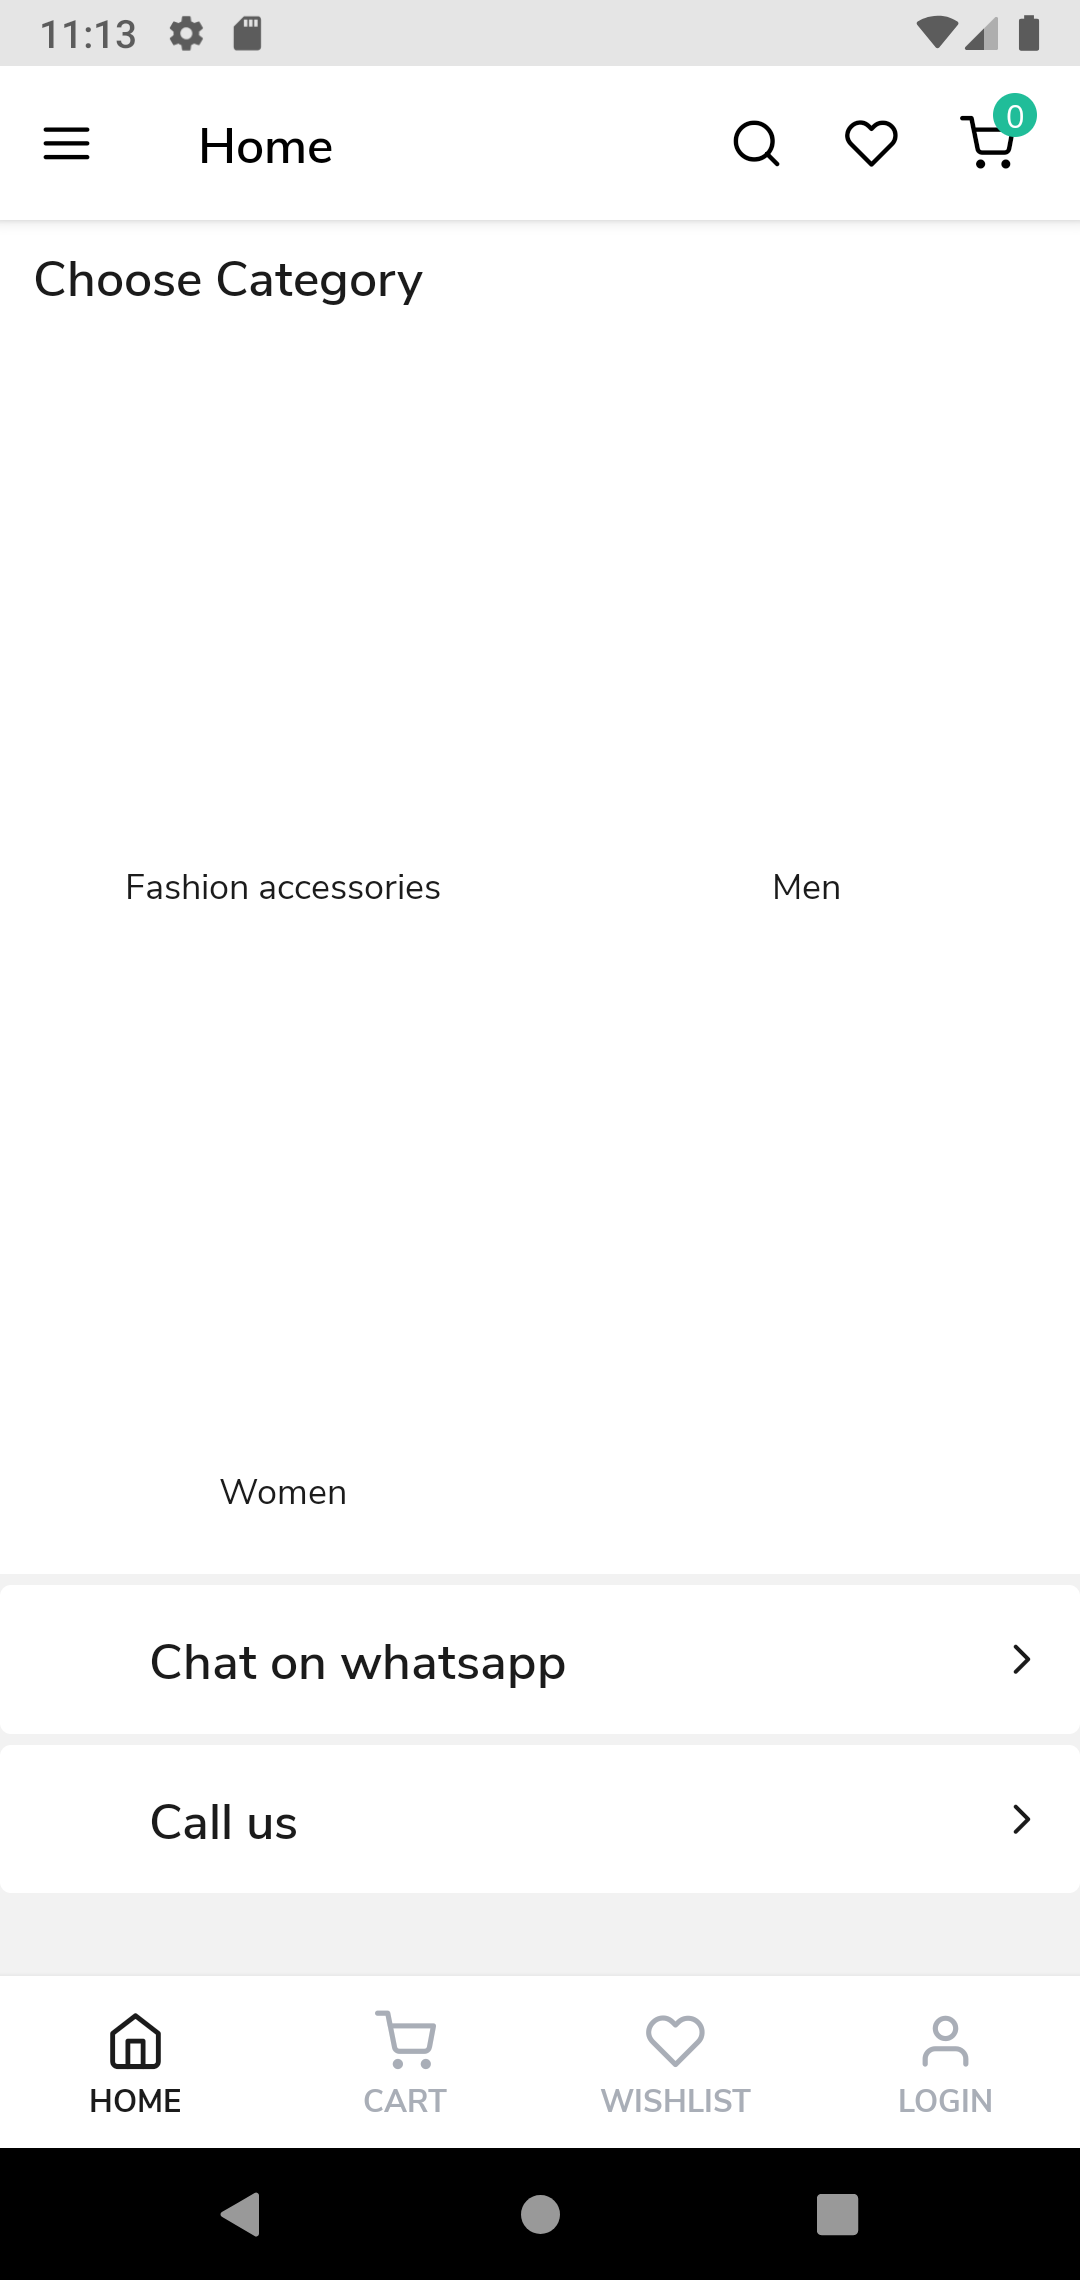 11:13
Home
0
Choose Category
Fashion accessories
Men
Women
Chat on whatsapp
Call us
HOME
CART
WISHLIST
LOGIN